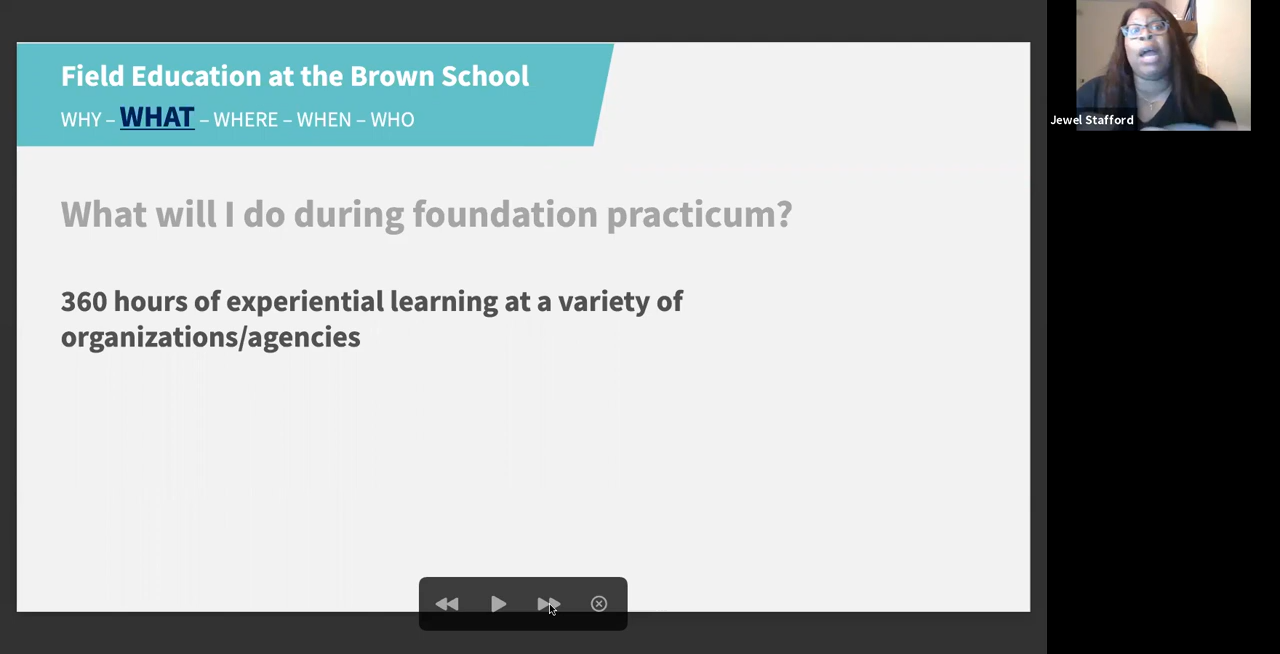 Field Education at the Brown School
WHY – WHAT – WHERE – WHEN – WHO
What will I do during foundation practicum?
360 hours of experiential learning at a variety of
organizations/agencies
Jewel Stafford